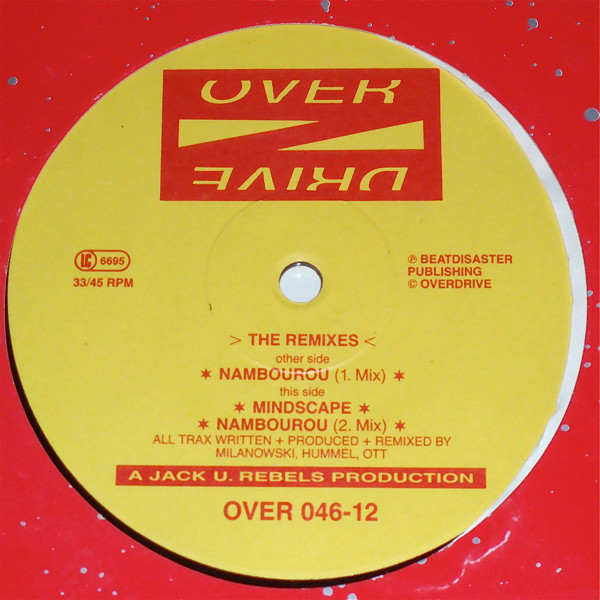 OVER
DRIVE
LC 6695
33/45 RPM
℗ BEATDISASTER
PUBLISHING
© OVERDRIVE
> THE REMIXES <
other side
✶ NAMBOUROU (1. Mix) ✶
this side
✶ MINDSCAPE ✶
✶ NAMBOUROU (2. Mix) ✶
ALL TRAX WRITTEN + PRODUCED + REMIXED BY
MILANOWSKI, HUMMEL, OTT
A JACK U. REBELS PRODUCTION
OVER 046-12